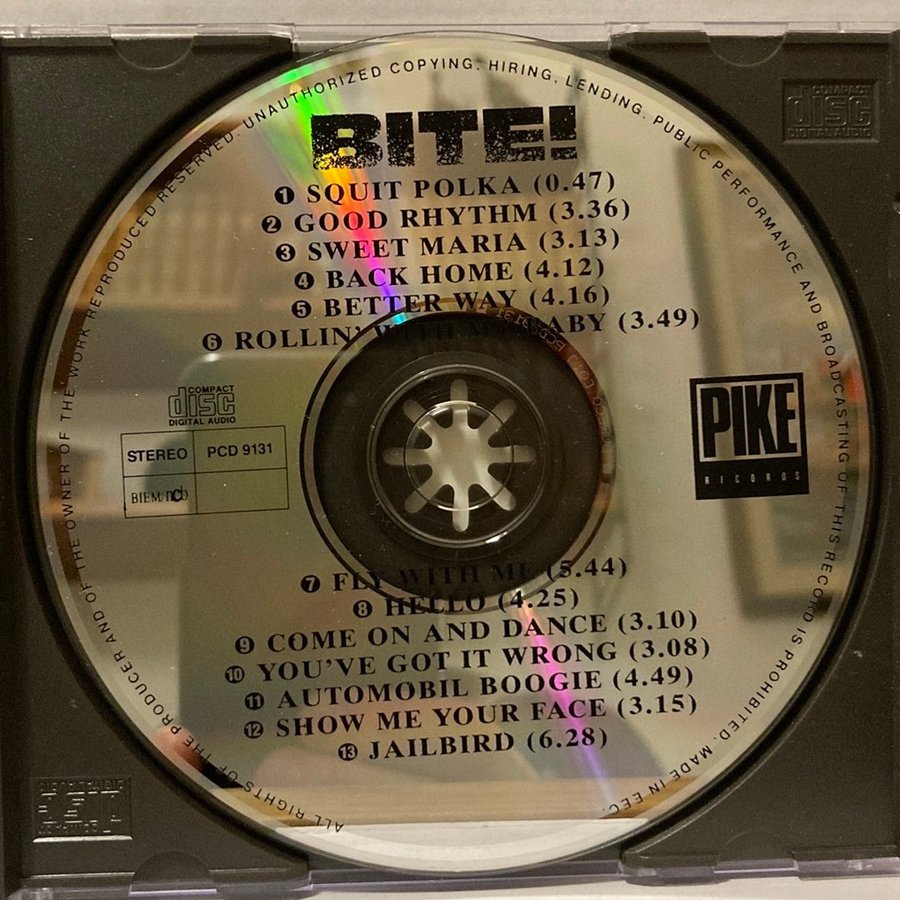 BITE!
1 SQUIT POLKA (0.47)
2 GOOD RHYTHM (3.36)
3 SWEET MARIA (3.13)
4 BACK HOME (4.12)
5 BETTER WAY (4.16)
6 ROLLIN' WITH MY BABY (3.49)
COMPACT
disc
DIGITAL AUDIO
STEREO PCD 9131
BIEM/ncb
PIKE
RECORDS
7 FLY WITH ME (5.44)
8 HELLO (4.25)
9 COME ON AND DANCE (3.10)
10 YOU'VE GOT IT WRONG (3.08)
11 AUTOMOBIL BOOGIE (4.49)
12 SHOW ME YOUR FACE (3.15)
13 JAILBIRD (6.28)
ALL RIGHTS OF THE PRODUCER AND OF THE OWNER OF THE WORK REPRODUCED RESERVED. UNAUTHORIZED COPYING, HIRING, LENDING, PUBLIC PERFORMANCE AND BROADCASTING OF THIS RECORD IS PROHIBITED. MADE IN EEC.
COMPACT
disc
DIGITAL AUDIO